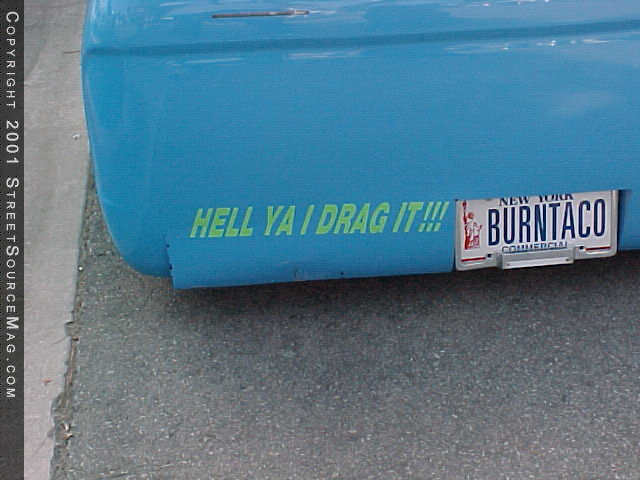 COPYRIGHT 2001 STREETSOURCEMAG.COM
HELL YA I DRAG IT!!!
NEW YORK
BURNTACO
COMMERCIAL